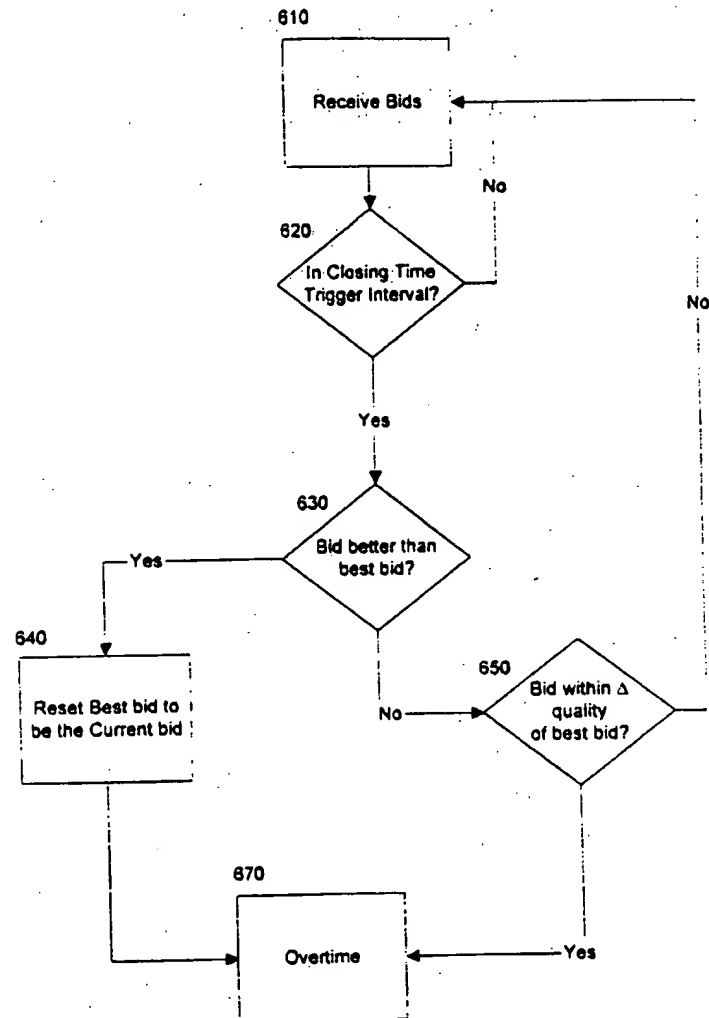 610
Receive Bids
No
620
In Closing Time
Trigger Interval?
No
Yes
630
Bid better than
best bid?
Yes
640
Reset Best bid to
be the Current bid
650
Bid within Δ
quality
of best bid?
No
670
Overtime
Yes